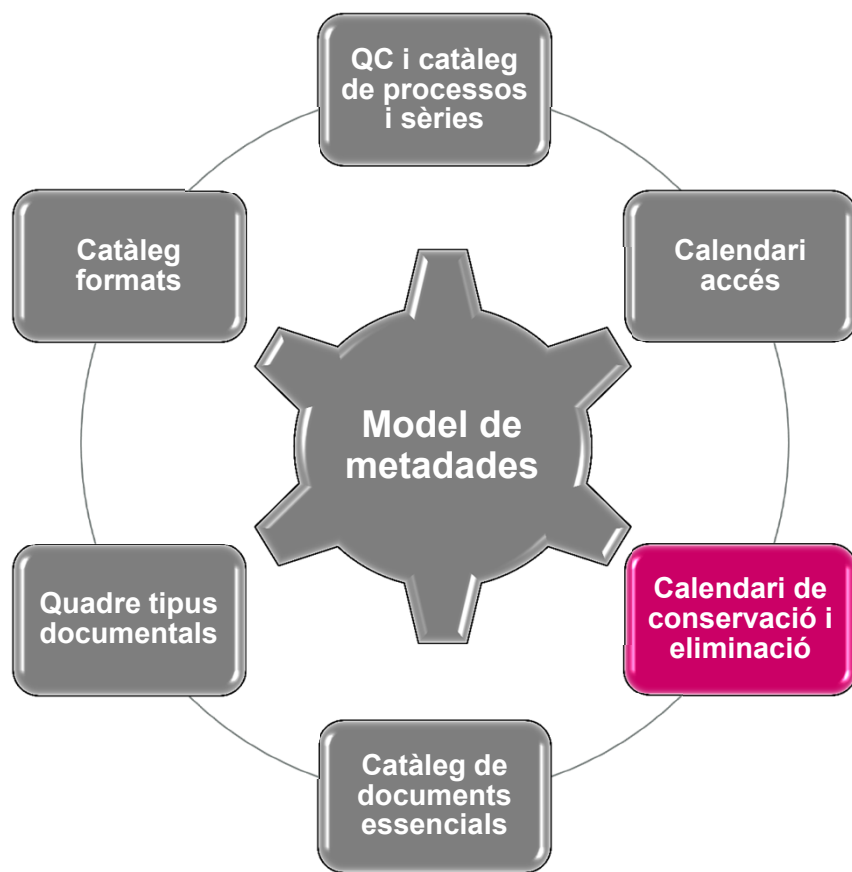 QC i catàleg
de processos
i sèries
Catàleg
formats
Calendari
accés
Model de
metadades
Quadre tipus
documentals
Calendari de
conservació i
eliminació
Catàleg de
documents
essencials